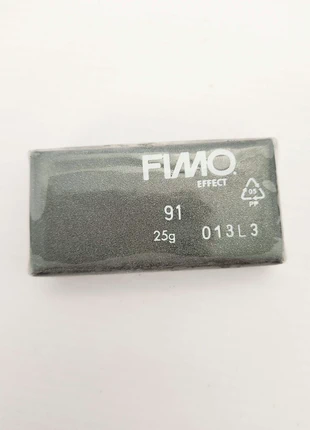 FIMO
EFFECT
91
25g 013L3
05
PP